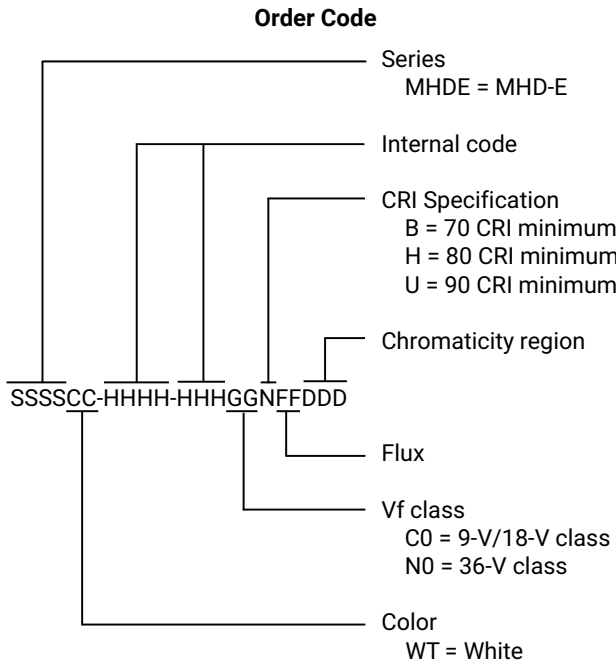 Order Code
Series
MHDE = MHD-E
Internal code
CRI Specification
B = 70 CRI minimum
H = 80 CRI minimum
U = 90 CRI minimum
Chromaticity region
SSSSCC-HHHH-HHHGGNFFDDD
Flux
Vf class
C0 = 9-V/18-V class
N0 = 36-V class
Color
WT = White